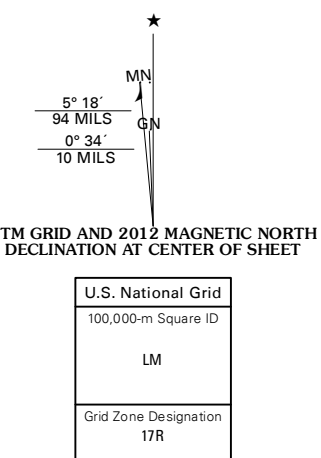 ★
MN
5° 18´
94 MILS
GN
0° 34´
10 MILS
TM GRID AND 2012 MAGNETIC NORTH
DECLINATION AT CENTER OF SHEET
U.S. National Grid
100,000-m Square ID
LM
Grid Zone Designation
17R